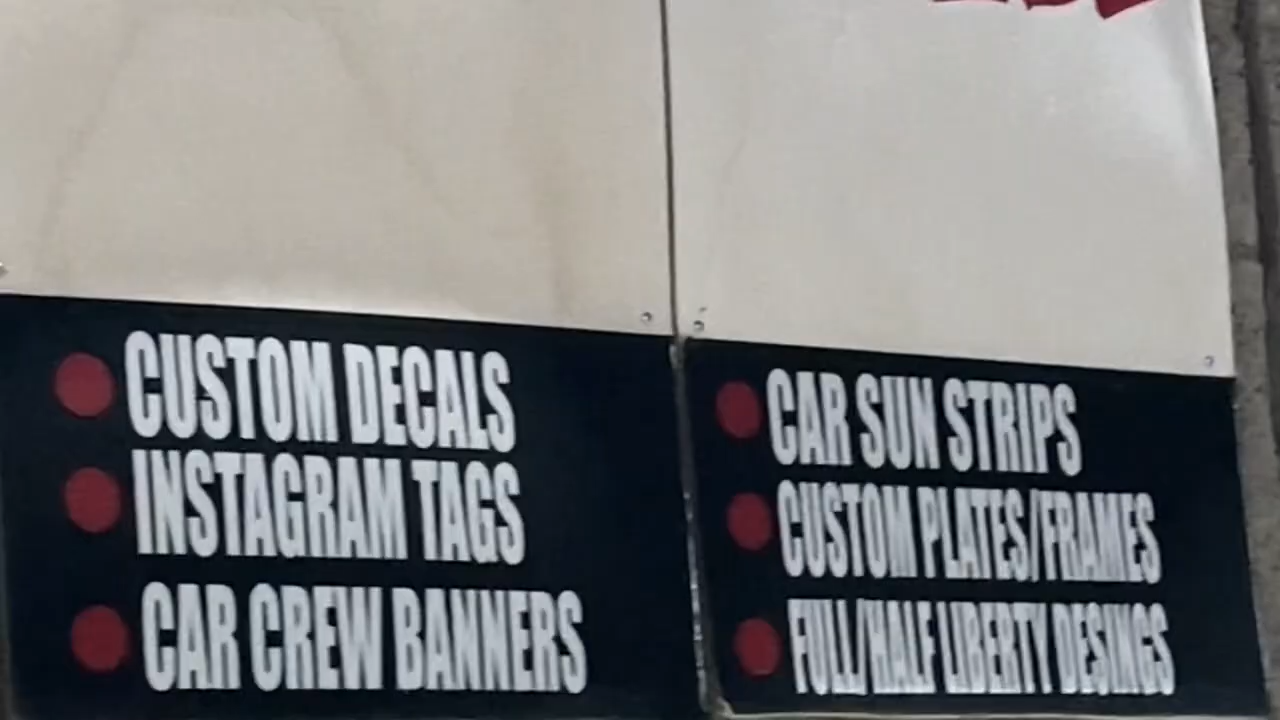 CUSTOM DECALS
INSTAGRAM TAGS
CAR CREW BANNERS
CAR SUN STRIPS
CUSTOM PLATES/FRAMES
FULL/HALF LIBERTY DESINGS